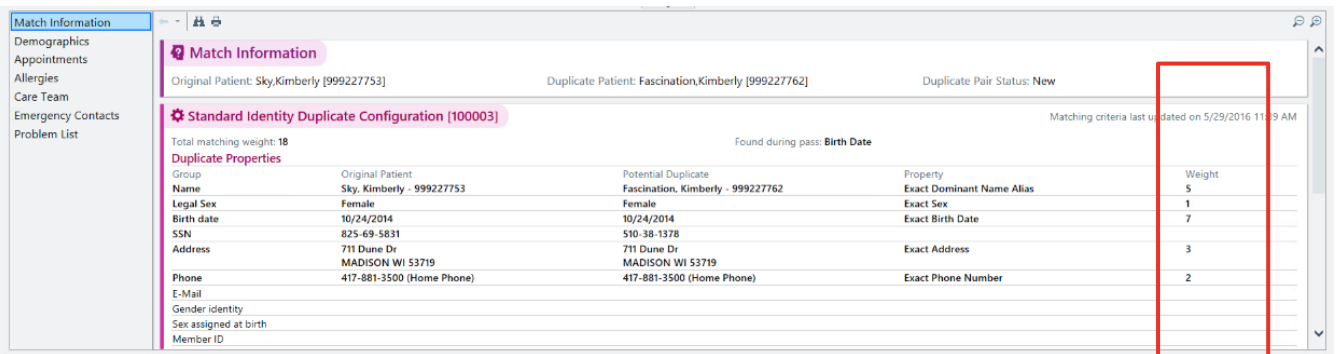 Match Information
Demographics
Appointments
Allergies
Care Team
Emergency Contacts
Problem List
Match Information
Original Patient: Sky,Kimberly [999227753] Duplicate Patient: Fascination,Kimberly [999227762] Duplicate Pair Status: New
Standard Identity Duplicate Configuration [100003] Matching criteria last updated on 5/29/2016 11:39 AM
Total matching weight: 18 Found during pass: Birth Date
Duplicate Properties
Group Original Patient Potential Duplicate Property Weight
Name Sky, Kimberly - 999227753 Fascination, Kimberly - 999227762 Exact Dominant Name Alias 5
Legal Sex Female Female Exact Sex 1
Birth date 10/24/2014 10/24/2014 Exact Birth Date 7
SSN 825-69-5831 510-38-1378
Address 711 Dune Dr 711 Dune Dr Exact Address 3
MADISON WI 53719 MADISON WI 53719
Phone 417-881-3500 (Home Phone) 417-881-3500 (Home Phone) Exact Phone Number 2
E-Mail
Gender identity
Sex assigned at birth
Member ID